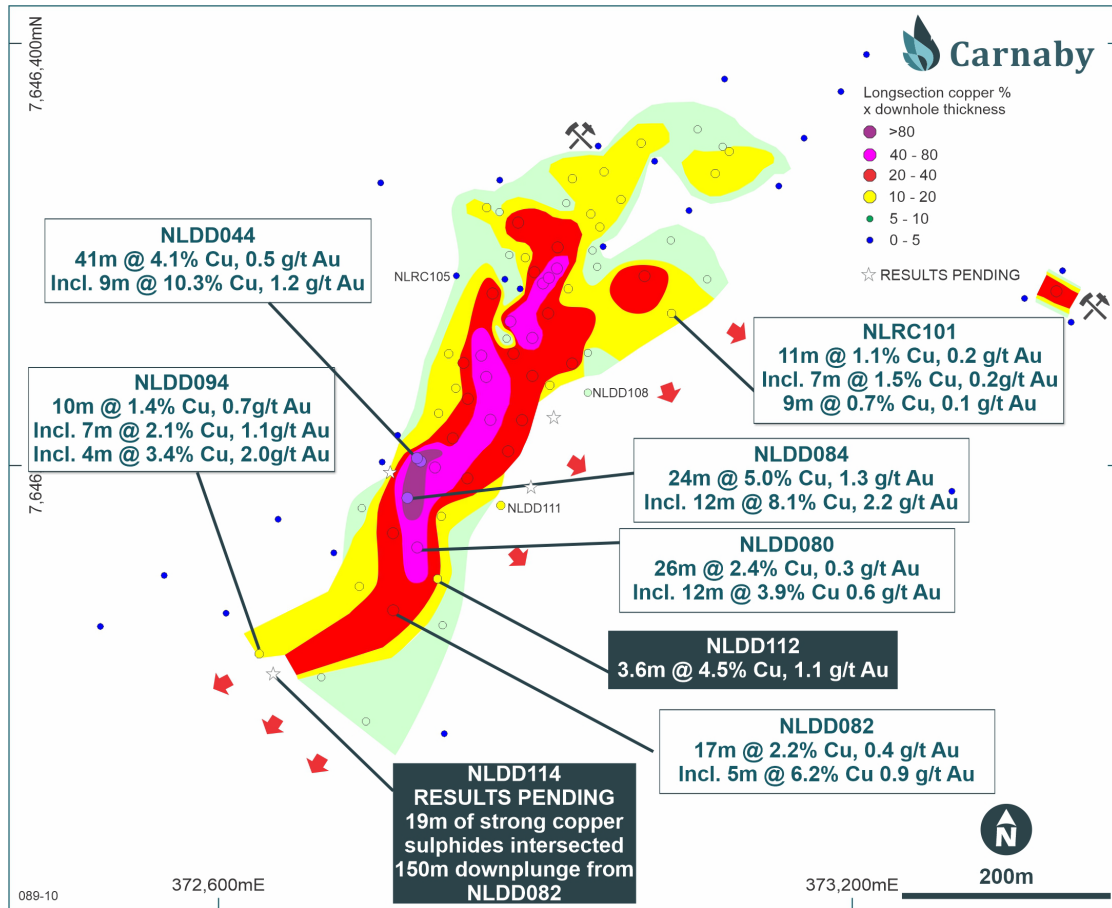 7,646,400mN
Carnaby
Longsection copper %
x downhole thickness
>80
40 - 80
20 - 40
10 - 20
5 - 10
0 - 5
RESULTS PENDING
NLDD044
41m @ 4.1% Cu, 0.5 g/t Au
Incl. 9m @ 10.3% Cu, 1.2 g/t Au
NLRC105
NLRC101
11m @ 1.1% Cu, 0.2 g/t Au
Incl. 7m @ 1.5% Cu, 0.2g/t Au
9m @ 0.7% Cu, 0.1 g/t Au
NLDD094
10m @ 1.4% Cu, 0.7g/t Au
Incl. 7m @ 2.1% Cu, 1.1g/t Au
Incl. 4m @ 3.4% Cu, 2.0g/t Au
NLDD108
7,646
NLDD084
24m @ 5.0% Cu, 1.3 g/t Au
Incl. 12m @ 8.1% Cu, 2.2 g/t Au
NLDD111
NLDD080
26m @ 2.4% Cu, 0.3 g/t Au
Incl. 12m @ 3.9% Cu 0.6 g/t Au
NLDD112
3.6m @ 4.5% Cu, 1.1 g/t Au
NLDD082
17m @ 2.2% Cu, 0.4 g/t Au
Incl. 5m @ 6.2% Cu 0.9 g/t Au
NLDD114
RESULTS PENDING
19m of strong copper
sulphides intersected
150m downplunge from
NLDD082
N
200m
372,600mE
373,200mE
089-10